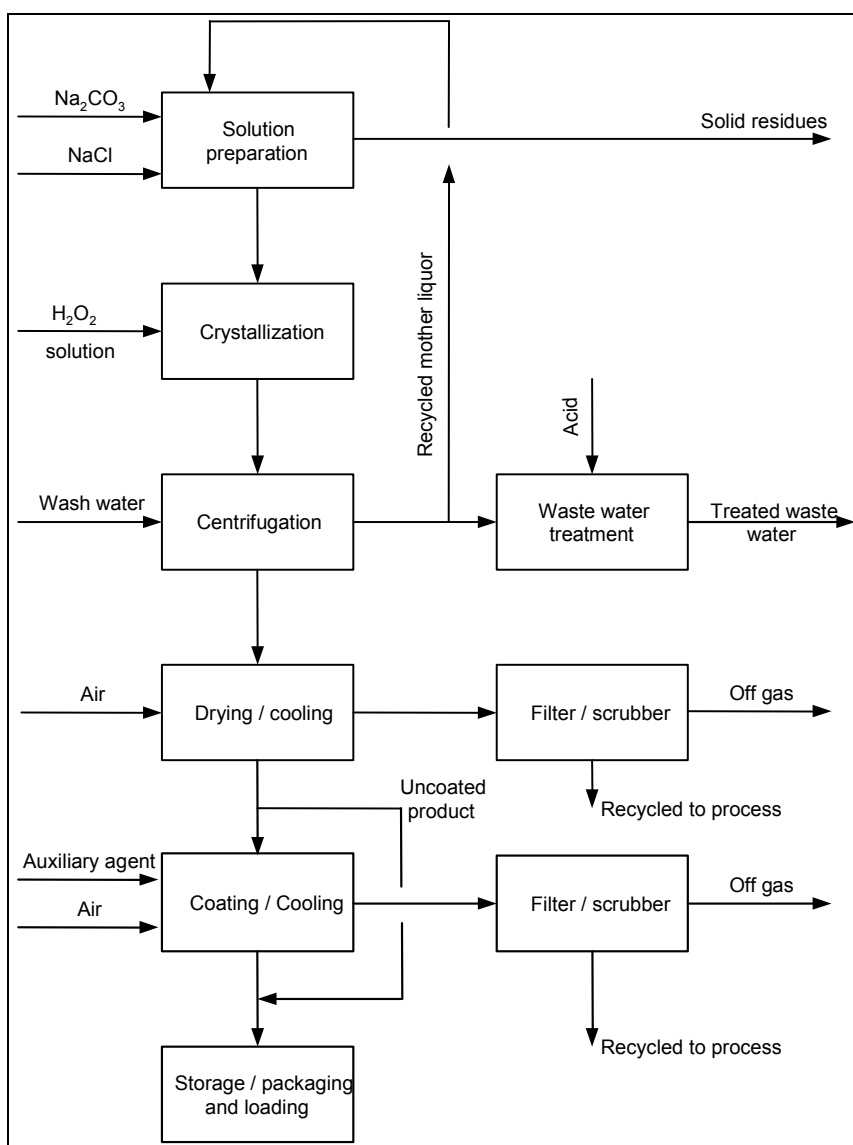 Na₂CO₃
NaCl
Solution
preparation
Solid residues
Recycled mother liquor
H₂O₂
solution
Crystallization
Acid
Wash water
Centrifugation
Waste water
treatment
Treated waste
water
Air
Drying / cooling
Filter / scrubber
Off gas
Recycled to process
Uncoated
product
Auxiliary agent
Air
Coating / Cooling
Filter / scrubber
Off gas
Recycled to process
Storage / packaging
and loading